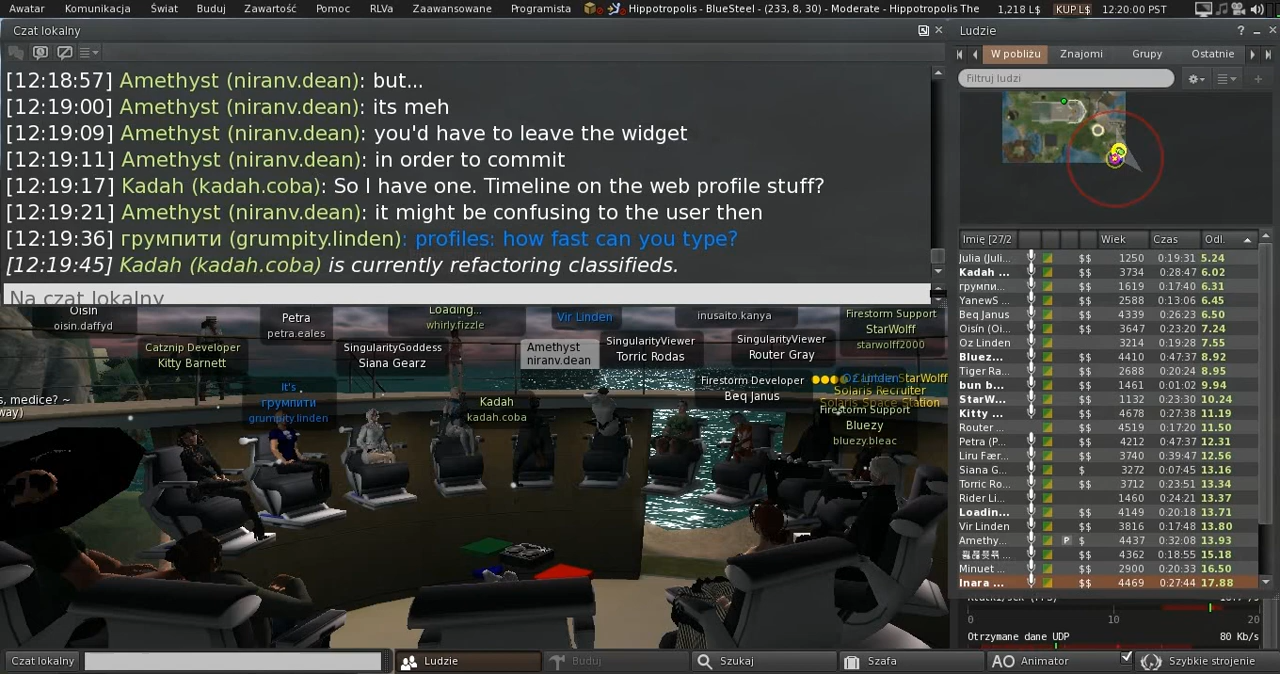 Awatar Komunikacja Świat Buduj Zawartość Pomoc RLVa Zaawansowane Programista Hippotropolis - BlueSteel - (233, 8, 30) - Moderate - Hippotropolis The 1,218 L$ KUP L$ 12:20:00 PST
Czat lokalny
[12:18:57] Amethyst (niranv.dean): but...
[12:19:00] Amethyst (niranv.dean): its meh
[12:19:09] Amethyst (niranv.dean): you'd have to leave the widget
[12:19:11] Amethyst (niranv.dean): in order to commit
[12:19:17] Kadah (kadah.coba): So I have one. Timeline on the web profile stuff?
[12:19:21] Amethyst (niranv.dean): it might be confusing to the user then
[12:19:36] грумпити (grumpity.linden): profiles: how fast can you type?
[12:19:45] Kadah (kadah.coba) is currently refactoring classifieds.
Na czat lokalny
Oisin
oisin.daffyd
Petra
petra.eales
Loading...
whirly.fizzle
Vir Linden
inusaito.kanya
Firestorm Support
StarWolff
starwolff2000
Catznip Developer
Kitty Barnett
SingularityGoddess
Siana Gearz
Amethyst
niranv.dean
SingularityViewer
Torric Rodas
SingularityViewer
Router Gray
s, medice? ~
way)
It's
грумпити
grumpity.linden
Kadah
kadah.coba
Firestorm Developer
Beq Janus
StarWolff
Solaris Recruiter
Solaris Space Station
Firestorm Support
Bluezy
bluezy.bleac
Ludzie
W pobliżu Znajomi Grupy Ostatnie
Filtruj ludzi
Imię [27/2 Wiek Czas Odl.
Julia (Juli... $$ 1250 0:19:31 5.24
Kadah ... $$ 3734 0:28:47 6.02
грумпи... $$ 1619 0:17:40 6.31
YanewS ... $$ 2588 0:13:06 6.45
Beq Janus $$ 4339 0:26:23 6.50
Oisín (Oi... $$ 3647 0:23:20 7.24
Oz Linden $$ 3214 0:19:28 7.55
Bluez... $$ 4410 0:47:37 8.92
Tiger Ra... $$ 2688 0:20:24 8.95
bun b... $$ 1461 0:01:02 9.94
StarW... $$ 1132 0:23:30 10.24
Kitty ... $$ 4678 0:27:38 11.19
Router ... $$ 4519 0:17:20 11.50
Petra (P... $$ 4212 0:47:37 12.31
Liru Fær... $$ 3740 0:39:47 12.56
Siana G... $ 3272 0:07:45 13.16
Torric Ro... $$ 3712 0:23:51 13.34
Rider Li... 1460 0:24:21 13.37
Loadin... $$ 4149 0:20:18 13.71
Vir Linden $$ 3816 0:17:48 13.80
Amethy... P $$ 4437 0:32:08 13.93
$$ 4362 0:18:55 15.18
Minuet ... $$ 2900 0:20:33 16.50
Inara ... $$ 4469 0:27:44 17.88
0 10 20
Otrzymane dane UDP 80 Kb/s
Czat lokalny Ludzie Buduj Szukaj Szafa AO Animator Szybkie strojenie